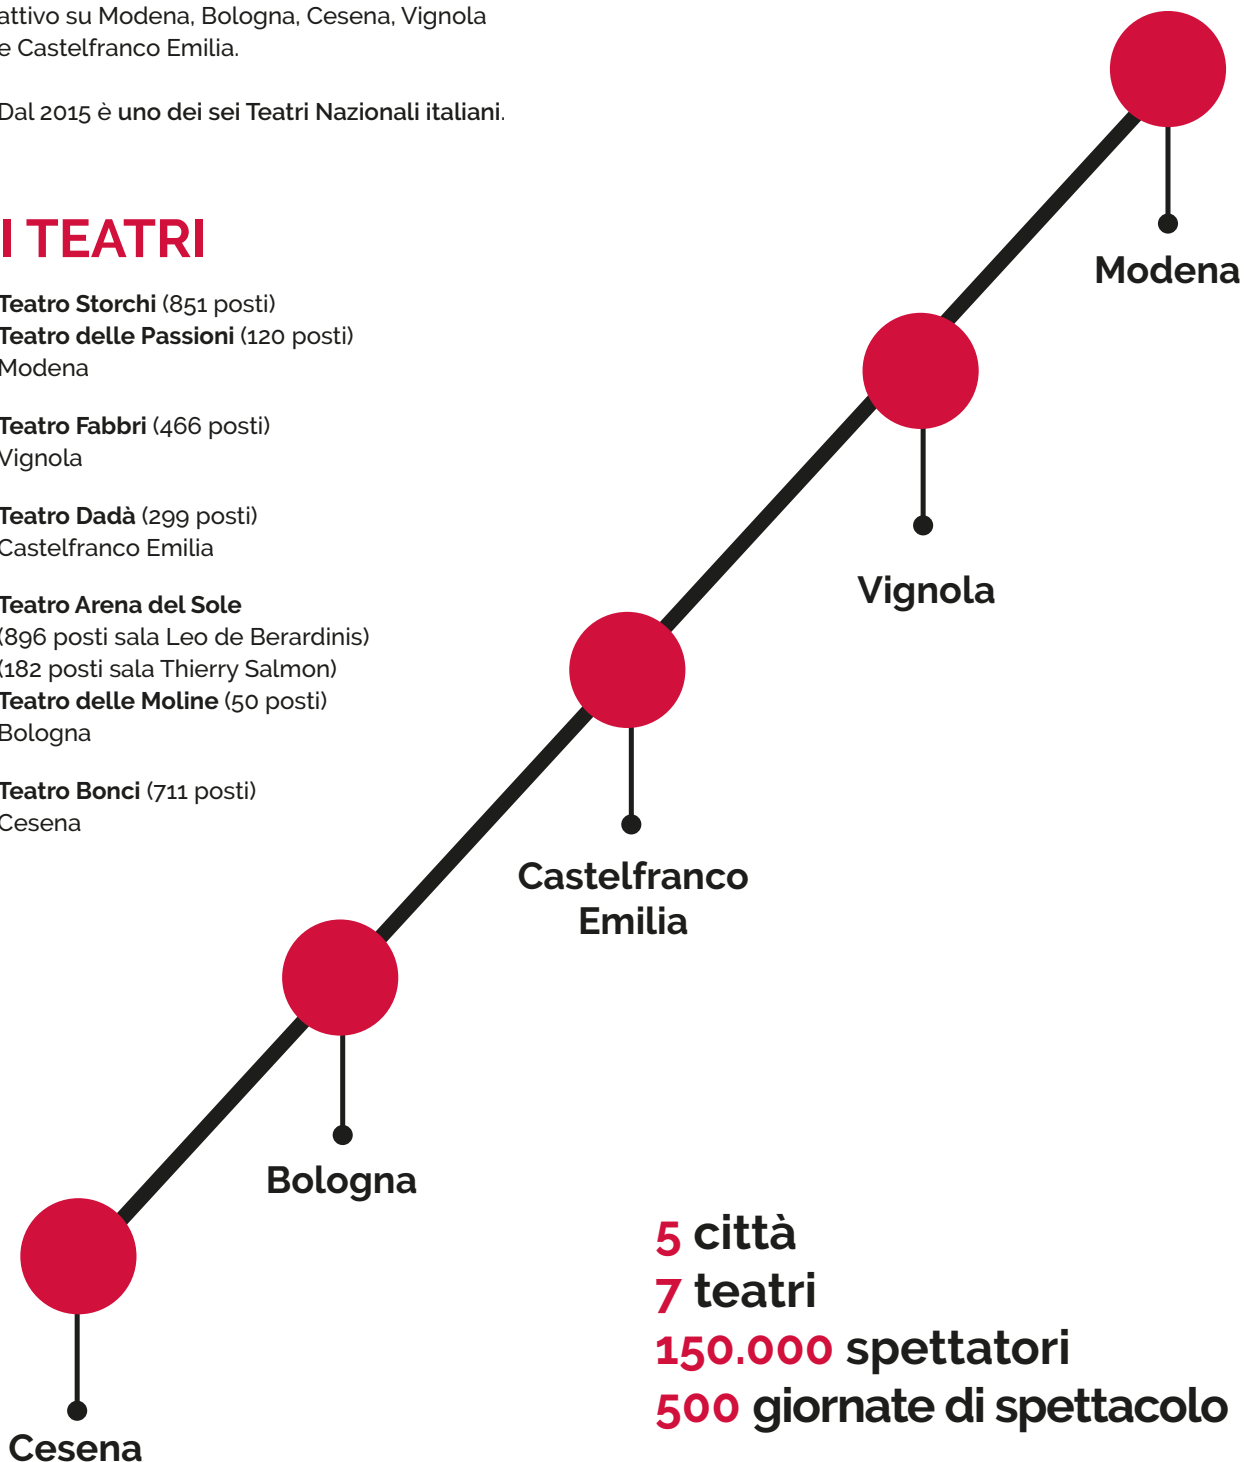 attivo su Modena, Bologna, Cesena, Vignola
e Castelfranco Emilia.
Dal 2015 è uno dei sei Teatri Nazionali italiani.
I TEATRI
Teatro Storchi (851 posti)
Teatro delle Passioni (120 posti)
Modena
Teatro Fabbri (466 posti)
Vignola
Teatro Dadà (299 posti)
Castelfranco Emilia
Teatro Arena del Sole
(896 posti sala Leo de Berardinis)
(182 posti sala Thierry Salmon)
Teatro delle Moline (50 posti)
Bologna
Teatro Bonci (711 posti)
Cesena
Modena
Vignola
Castelfranco
Emilia
Bologna
Cesena
5 città
7 teatri
150.000 spettatori
500 giornate di spettacolo